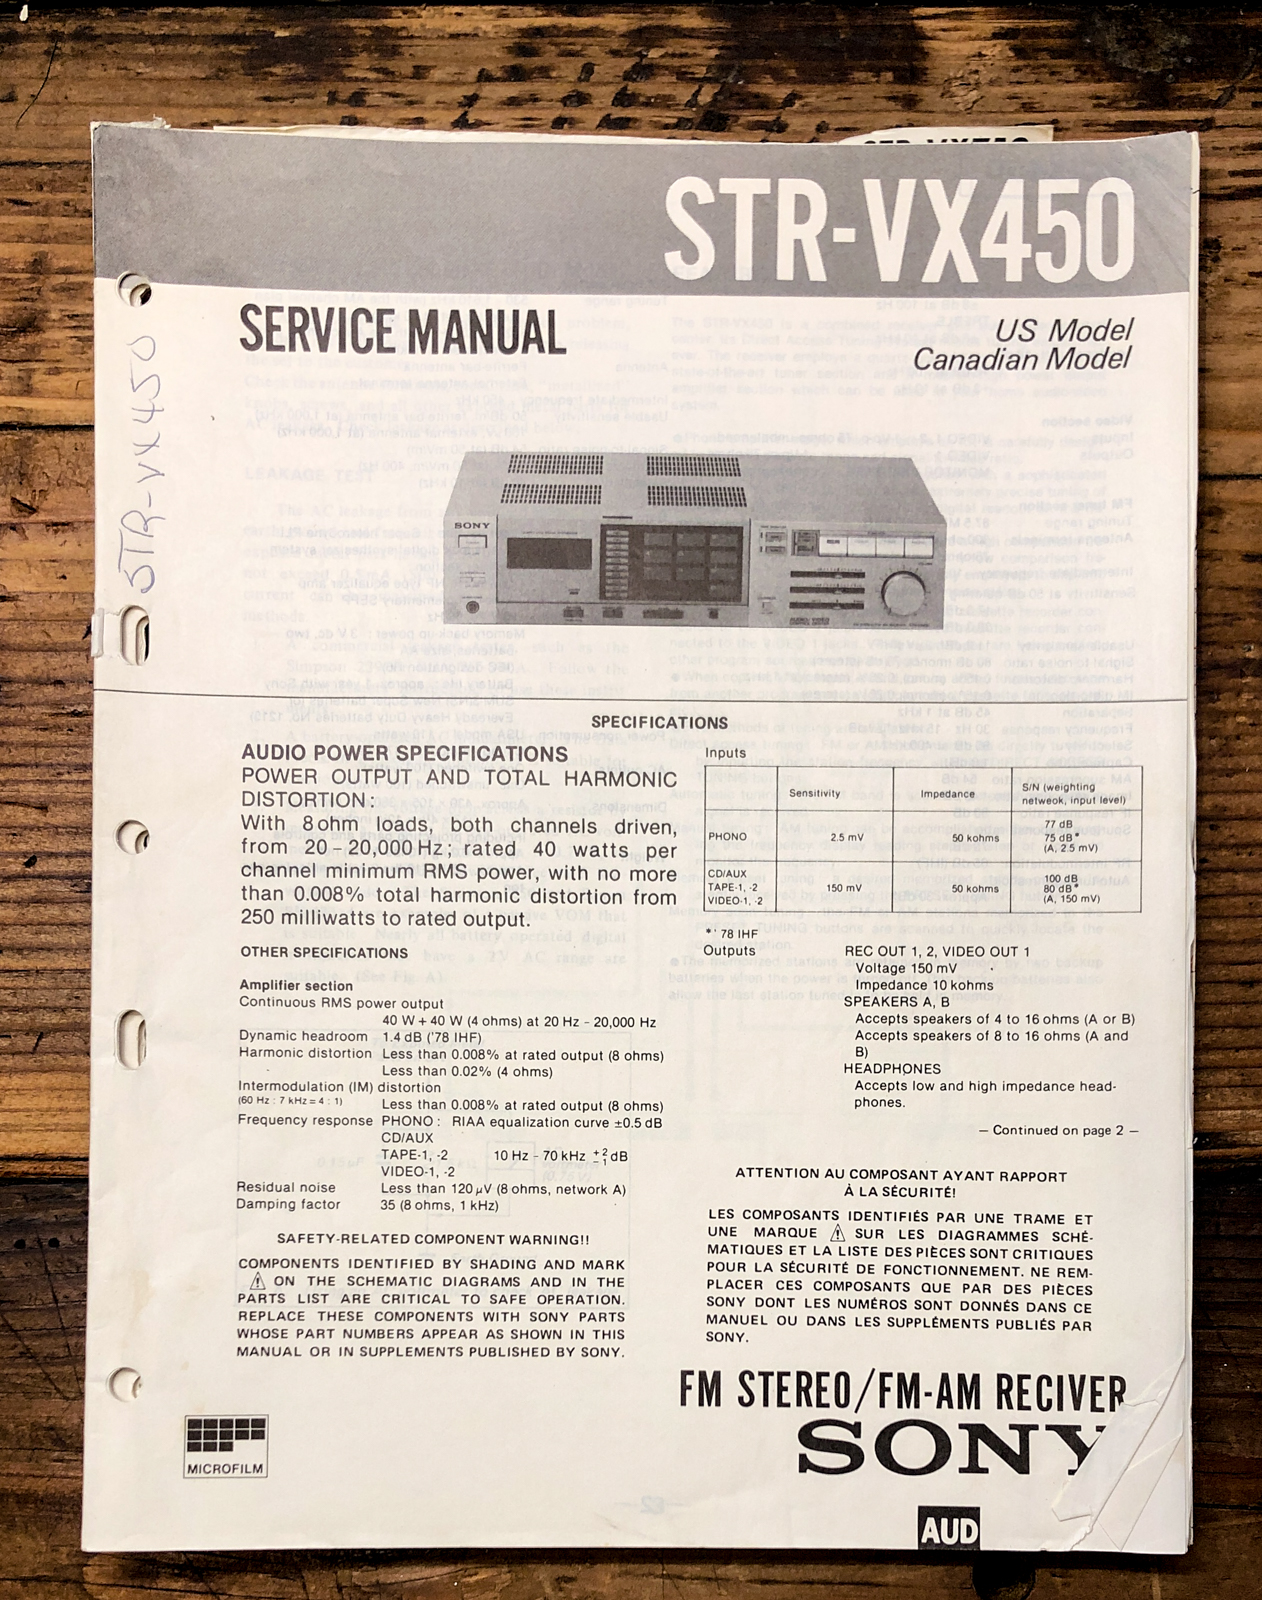 STR-VX450
SERVICE MANUAL
US Model
Canadian Model
STR-VX450
SONY
SPECIFICATIONS
AUDIO POWER SPECIFICATIONS
POWER OUTPUT AND TOTAL HARMONIC
DISTORTION:
With 8 ohm loads, both channels driven,
from 20 – 20,000 Hz; rated 40 watts per
channel minimum RMS power, with no more
than 0.008% total harmonic distortion from
250 milliwatts to rated output.
OTHER SPECIFICATIONS
Amplifier section
Continuous RMS power output
40 W + 40 W (4 ohms) at 20 Hz – 20,000 Hz
Dynamic headroom 1.4 dB ('78 IHF)
Harmonic distortion Less than 0.008% at rated output (8 ohms)
Less than 0.02% (4 ohms)
Intermodulation (IM) distortion
(60 Hz : 7 kHz = 4 : 1)
Less than 0.008% at rated output (8 ohms)
Frequency response PHONO : RIAA equalization curve ±0.5 dB
CD/AUX
TAPE-1, -2 10 Hz – 70 kHz +2 −1 dB
VIDEO-1, -2
Residual noise Less than 120 µV (8 ohms, network A)
Damping factor 35 (8 ohms, 1 kHz)
SAFETY-RELATED COMPONENT WARNING!!
COMPONENTS IDENTIFIED BY SHADING AND MARK
⚠ ON THE SCHEMATIC DIAGRAMS AND IN THE
PARTS LIST ARE CRITICAL TO SAFE OPERATION.
REPLACE THESE COMPONENTS WITH SONY PARTS
WHOSE PART NUMBERS APPEAR AS SHOWN IN THIS
MANUAL OR IN SUPPLEMENTS PUBLISHED BY SONY.
MICROFILM
Inputs
Sensitivity Impedance S/N (weighting
netweok, input level)
PHONO 2.5 mV 50 kohms 77 dB
75 dB*
(A, 2.5 mV)
CD/AUX
TAPE-1, -2
VIDEO-1, -2
150 mV 50 kohms 100 dB
80 dB*
(A, 150 mV)
*' 78 IHF
Outputs REC OUT 1, 2, VIDEO OUT 1
Voltage 150 mV
Impedance 10 kohms
SPEAKERS A, B
Accepts speakers of 4 to 16 ohms (A or B)
Accepts speakers of 8 to 16 ohms (A and
B)
HEADPHONES
Accepts low and high impedance head-
phones.
— Continued on page 2 —
ATTENTION AU COMPOSANT AYANT RAPPORT
À LA SÉCURITÉ!
LES COMPOSANTS IDENTIFIÉS PAR UNE TRAME ET
UNE MARQUE ⚠ SUR LES DIAGRAMMES SCHÉ-
MATIQUES ET LA LISTE DES PIÈCES SONT CRITIQUES
POUR LA SÉCURITÉ DE FONCTIONNEMENT. NE REM-
PLACER CES COMPOSANTS QUE PAR DES PIÈCES
SONY DONT LES NUMÉROS SONT DONNÉS DANS CE
MANUEL OU DANS LES SUPPLÉMENTS PUBLIÉS PAR
SONY.
FM STEREO/FM-AM RECIVER
SONY
AUD